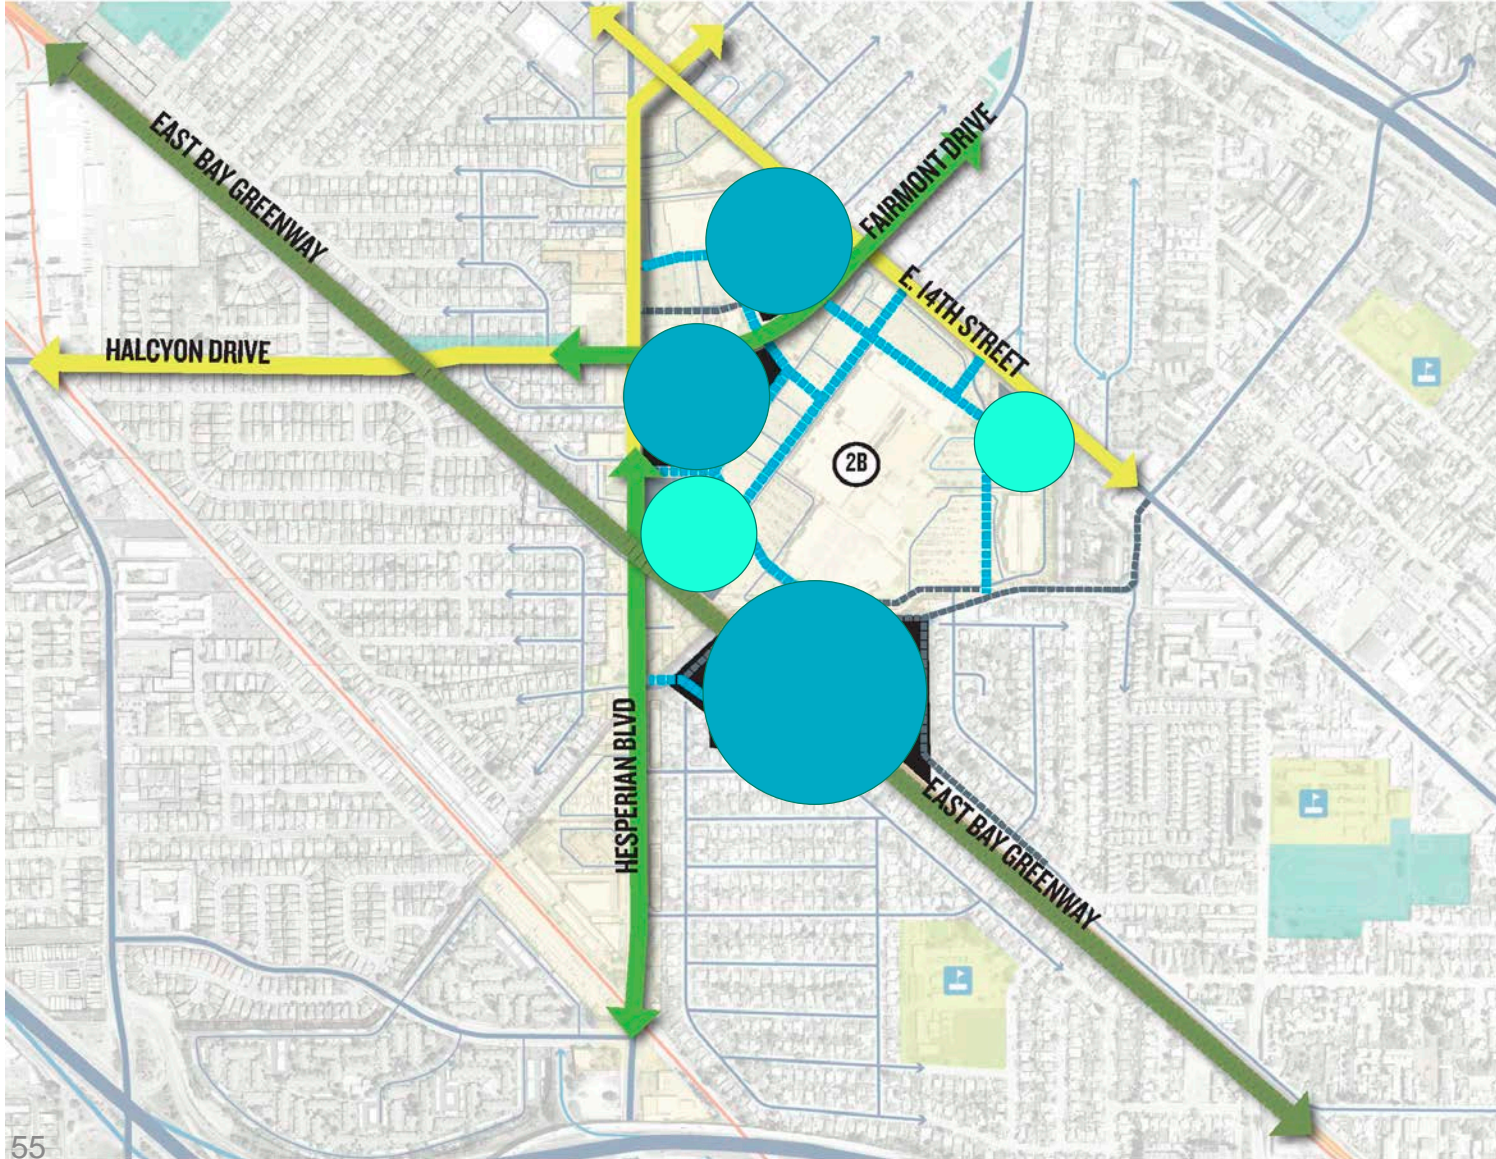 EAST BAY GREENWAY
FAIRMONT DRIVE
E. 14TH STREET
HALCYON DRIVE
2B
HESPERIAN BLVD
EAST BAY GREENWAY
55